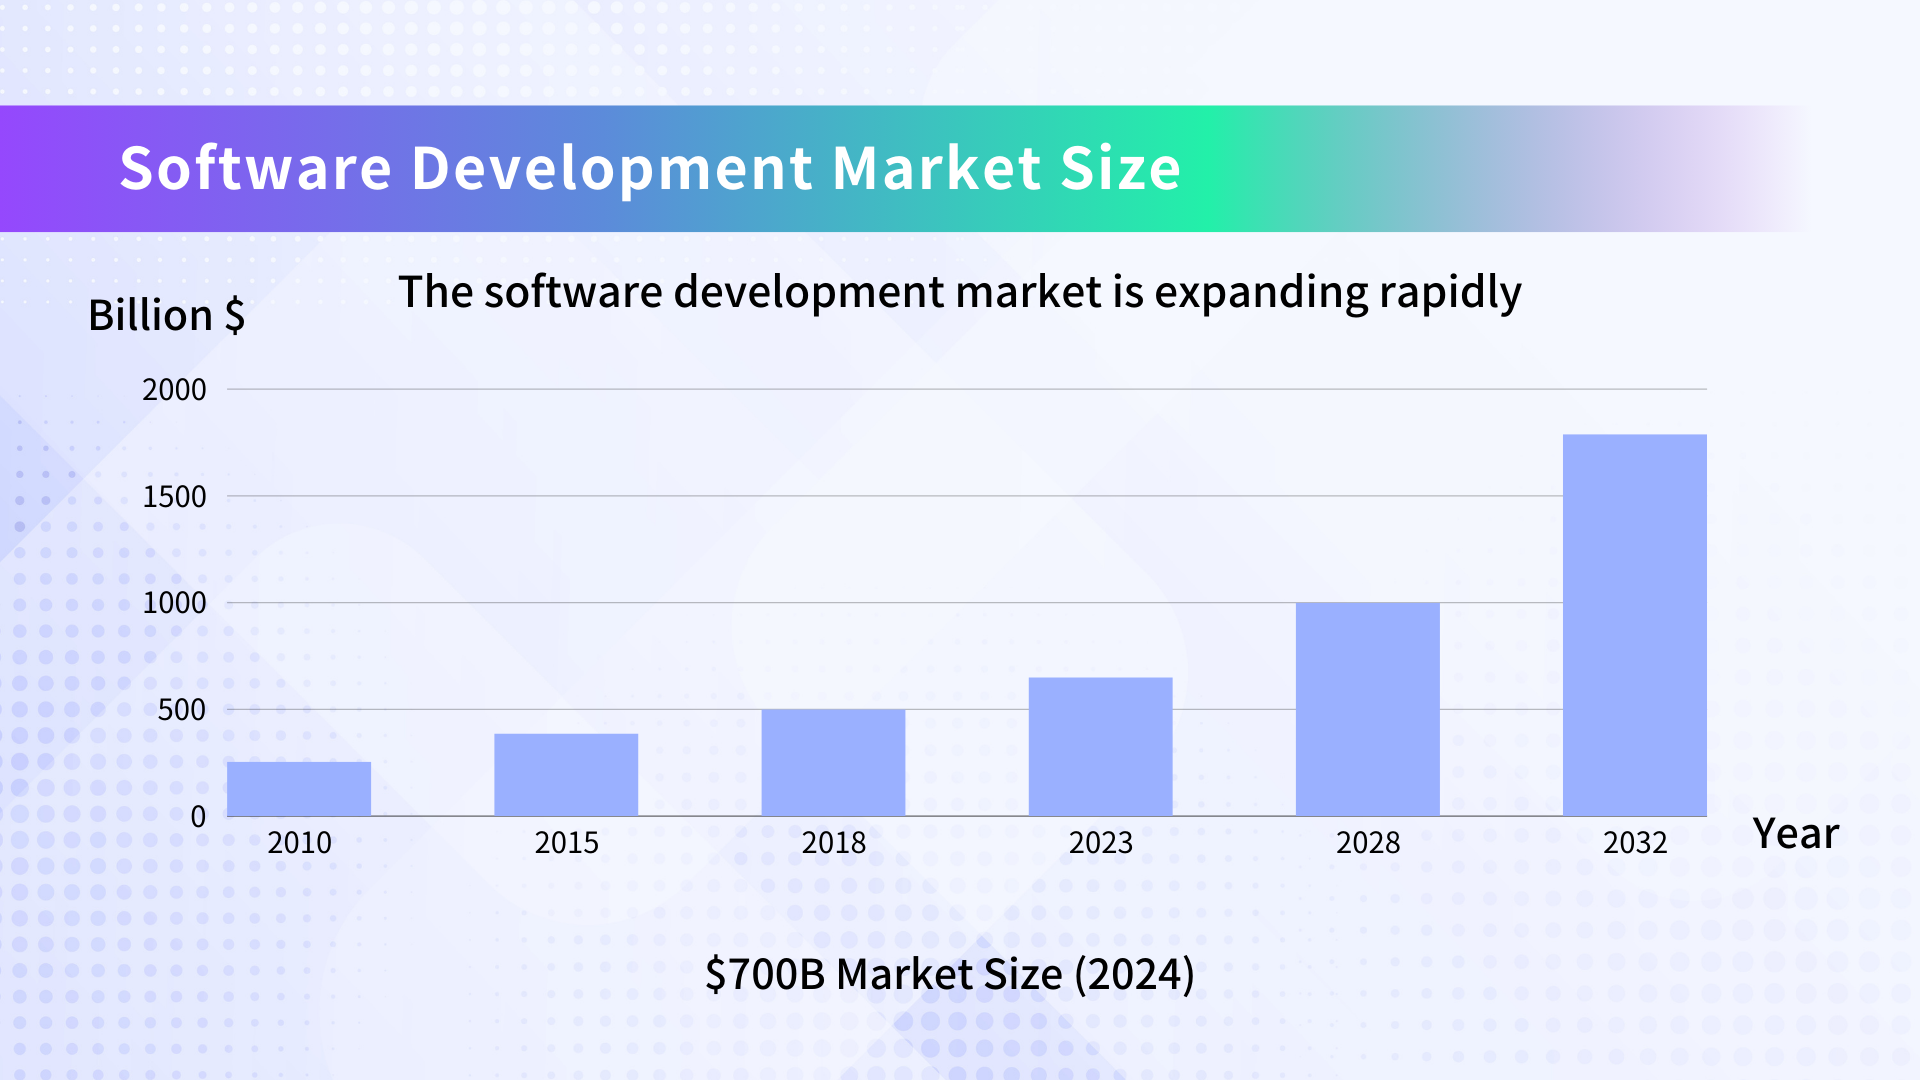 Software Development Market Size
The software development market is expanding rapidly
Billion $
2000
1500
1000
500
0
2010 2015 2018 2023 2028 2032
Year
$700B Market Size (2024)